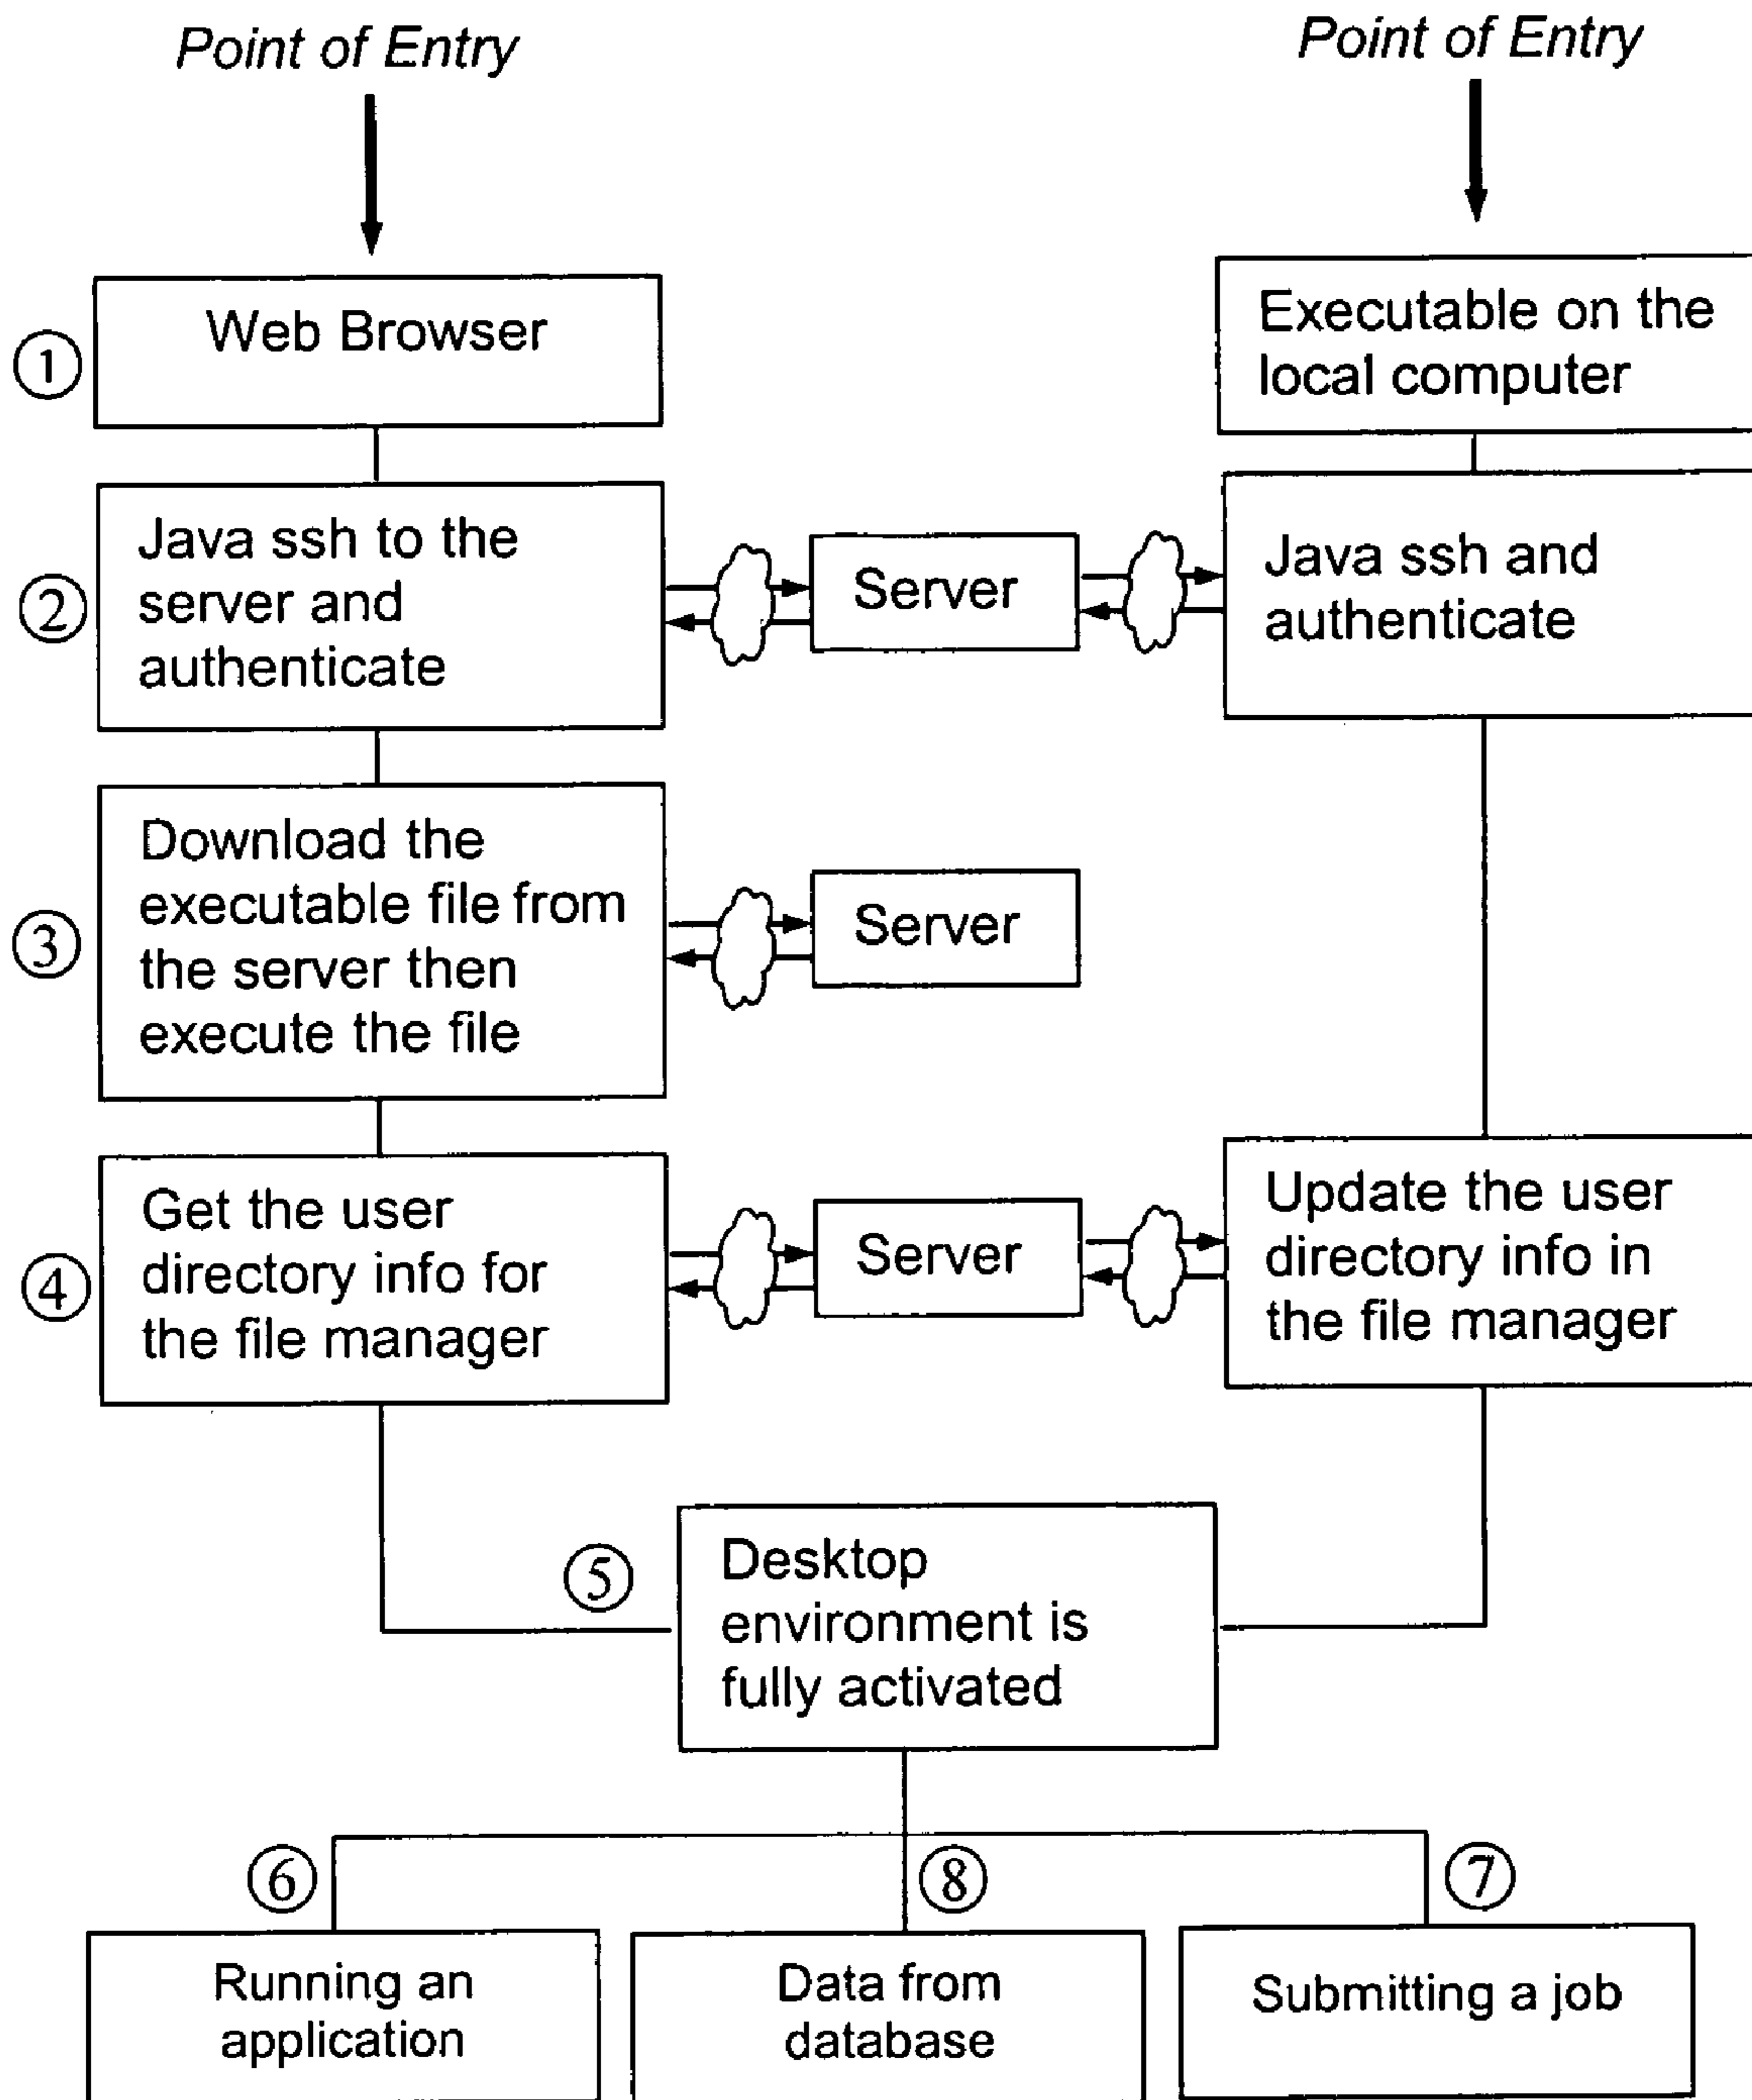 Point of Entry
Point of Entry
1
Web Browser
Executable on the
local computer
2
Java ssh to the
server and
authenticate
Server
Java ssh and
authenticate
3
Download the
executable file from
the server then
execute the file
Server
4
Get the user
directory info for
the file manager
Server
Update the user
directory info in
the file manager
5
Desktop
environment is
fully activated
6
8
7
Running an
application
Data from
database
Submitting a job